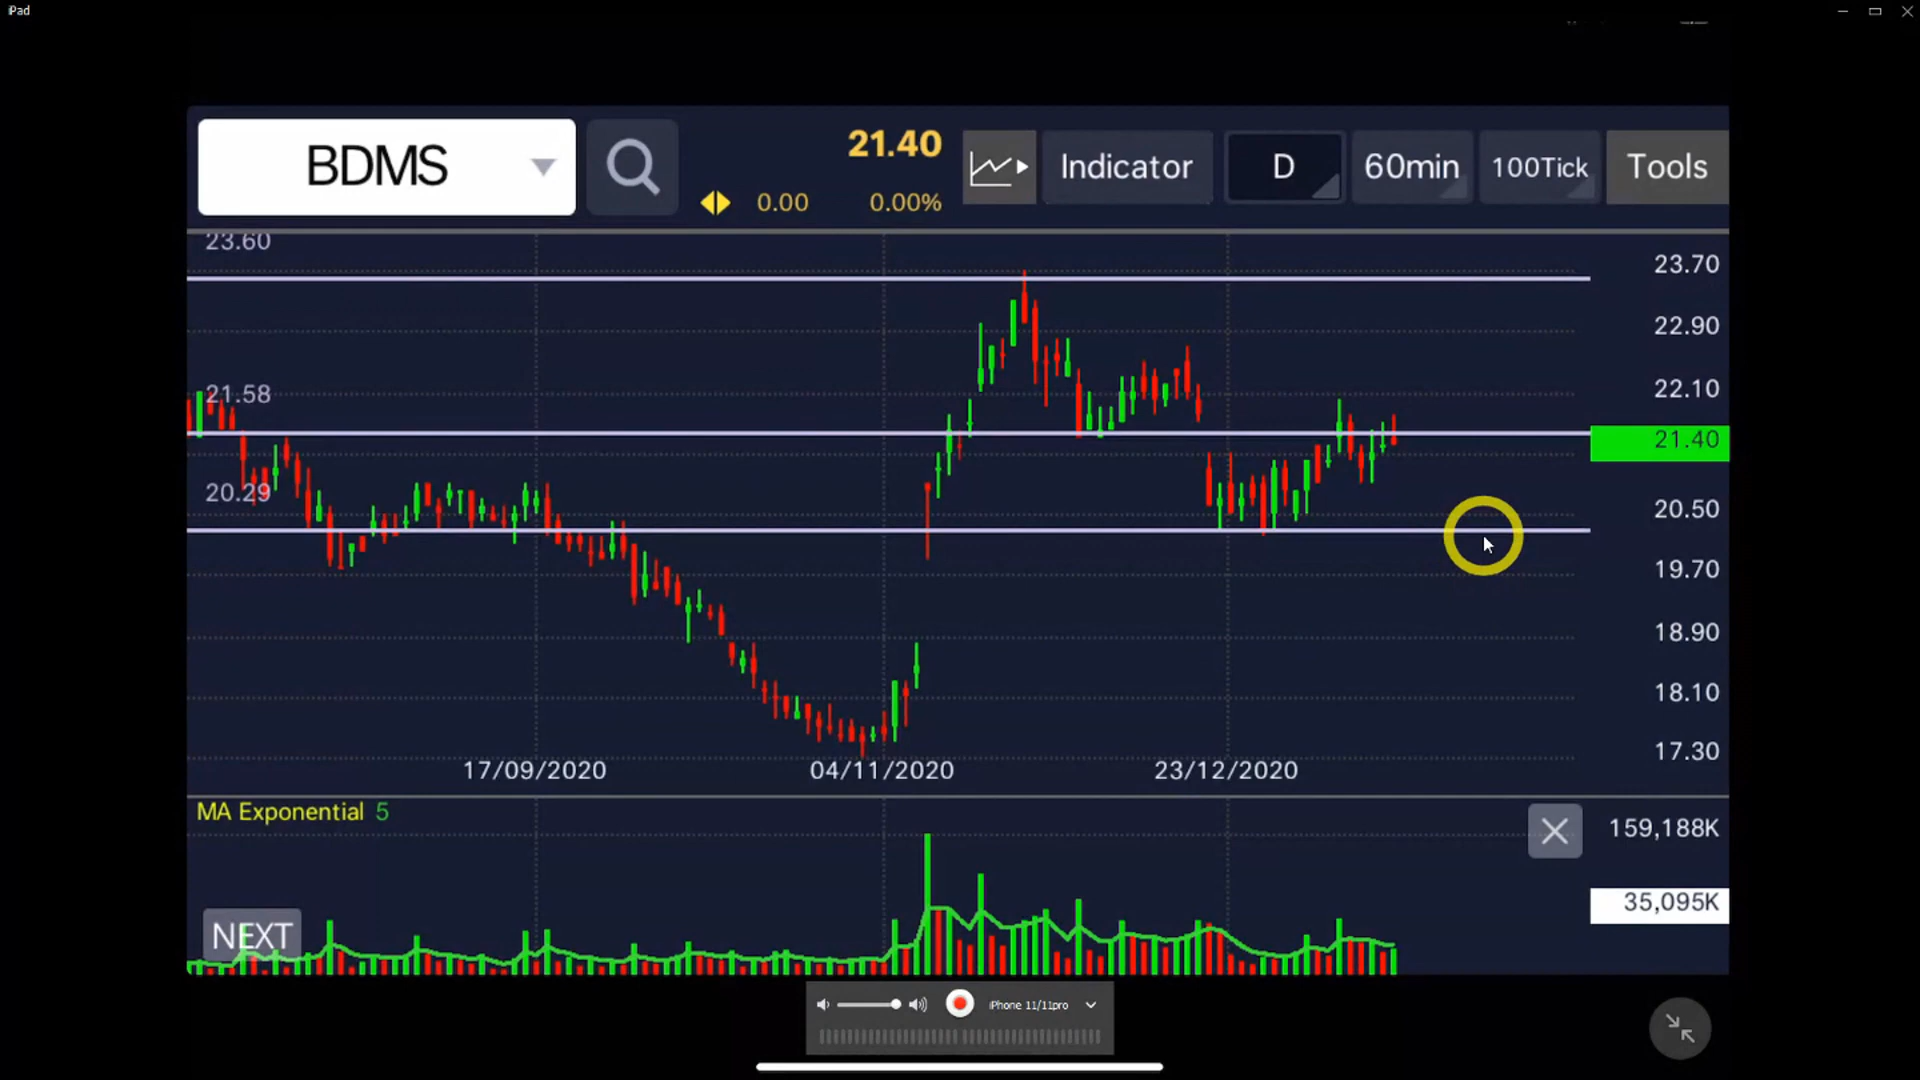 iPad
BDMS
21.40
0.00 0.00%
Indicator
D
60min
100Tick
Tools
23.60
23.70
22.90
21.58
22.10
21.40
20.29
20.50
19.70
18.90
18.10
17.30
17/09/2020
04/11/2020
23/12/2020
MA Exponential 5
159,188K
35,095K
NEXT
iPhone 11/11pro